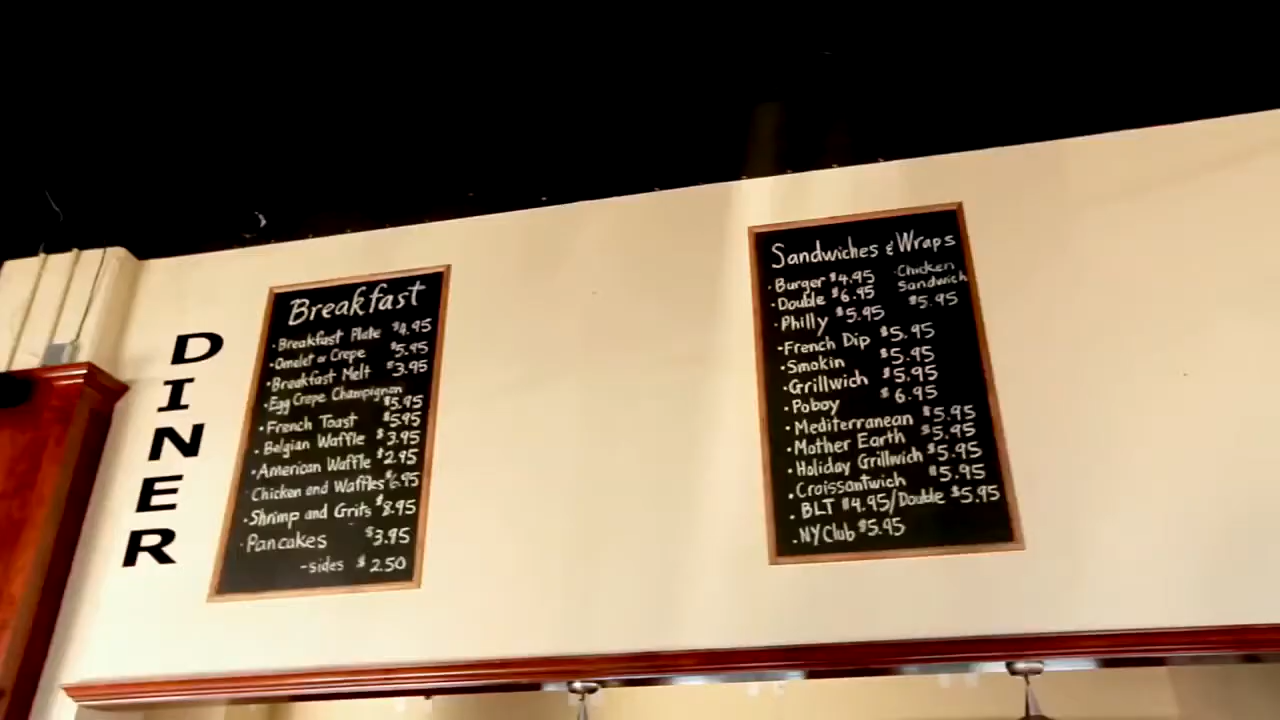 DINER
Breakfast
·Breakfast Plate $4.95
·Omelet or Crepe $5.95
·Breakfast Melt $3.95
·Egg Crepe Champignon $5.95
·French Toast $5.95
·Belgian Waffle $3.95
·American Waffle $2.95
Chicken and Waffles $6.95
·Shrimp and Grits $8.95
·Pancakes $3.95
-sides $2.50
Sandwiches & Wraps
·Burger $4.95
·Double $6.95
·Chicken
Sandwich
$5.95
·Philly $5.95
·French Dip $5.95
·Smokin $5.95
·Grillwich $5.95
·Poboy $6.95
·Mediterranean $5.95
·Mother Earth $5.95
·Holiday Grillwich $5.95
·Croissantwich $5.95
·BLT $4.95/Double $5.95
·NY Club $5.95